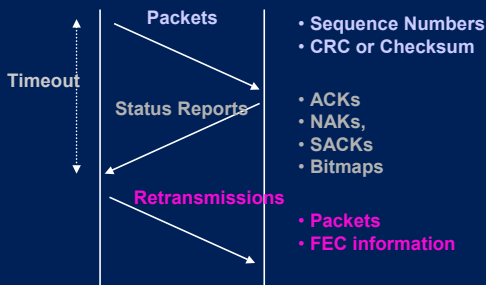 Packets
• Sequence Numbers
• CRC or Checksum
Timeout
Status Reports
• ACKs
• NAKs,
• SACKs
• Bitmaps
Retransmissions
• Packets
• FEC information